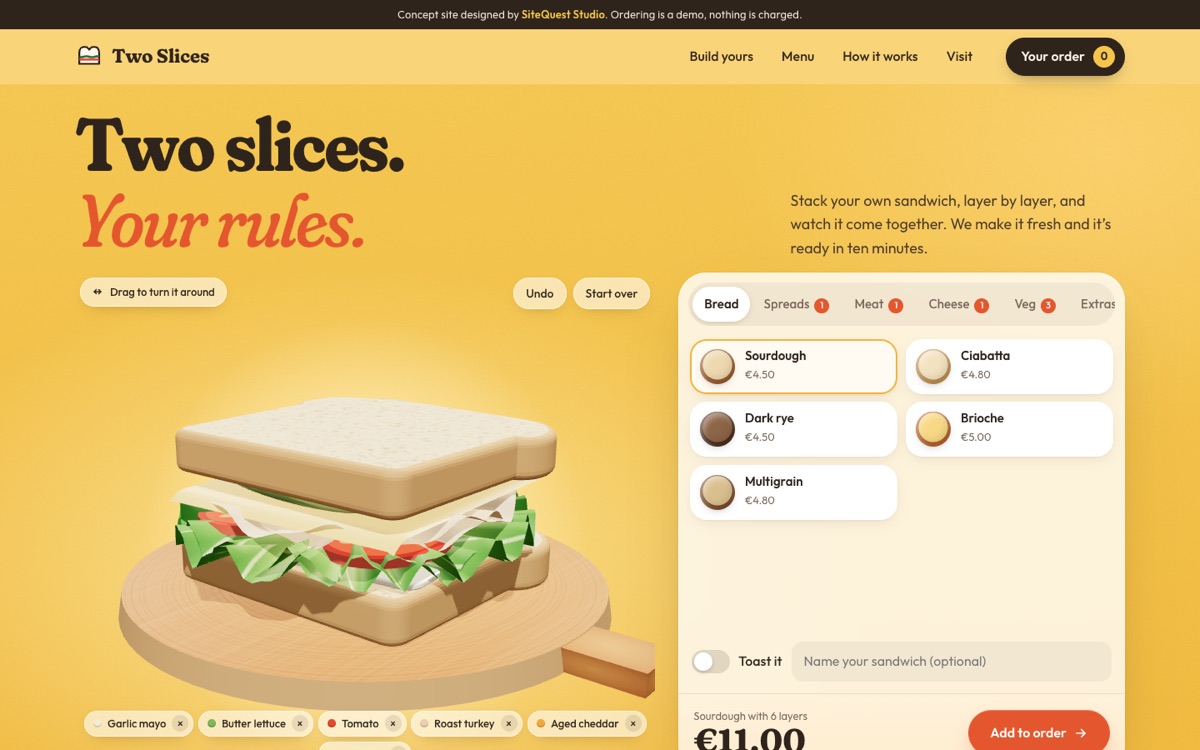 Concept site designed by SiteQuest Studio. Ordering is a demo, nothing is charged.
Two Slices
Build yours
Menu
How it works
Visit
Your order 0
Two slices.
Your rules.
Stack your own sandwich, layer by layer, and
watch it come together. We make it fresh and it's
ready in ten minutes.
Drag to turn it around
Undo
Start over
Bread
Spreads 1
Meat 1
Cheese 1
Veg 3
Extras
Sourdough
€4.50
Ciabatta
€4.80
Dark rye
€4.50
Brioche
€5.00
Multigrain
€4.80
Toast it
Name your sandwich (optional)
Garlic mayo ×
Butter lettuce ×
Tomato ×
Roast turkey ×
Aged cheddar ×
Sourdough with 6 layers
€11.00
Add to order →